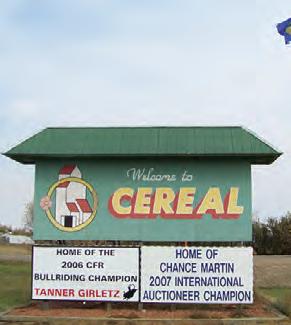 Welcome to
CEREAL
HOME OF THE
2006 CFR
BULLRIDING CHAMPION
TANNER GIRLETZ
HOME OF
CHANCE MARTIN
2007 INTERNATIONAL
AUCTIONEER CHAMPION